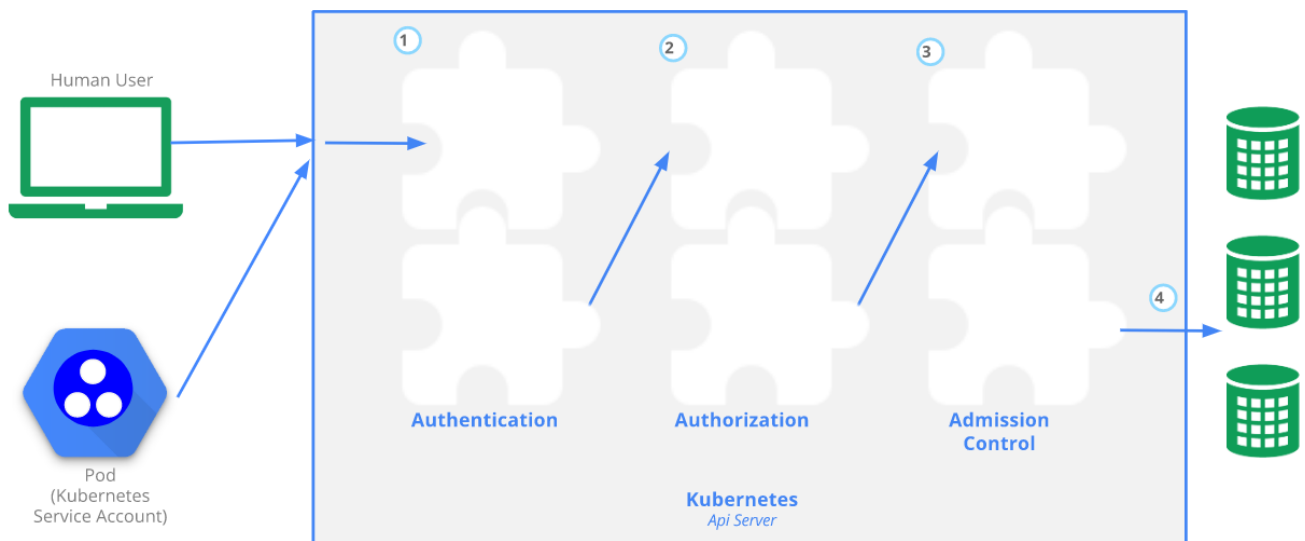 Human User
Pod
(Kubernetes
Service Account)
1
2
3
4
Authentication
Authorization
Admission
Control
Kubernetes
Api Server